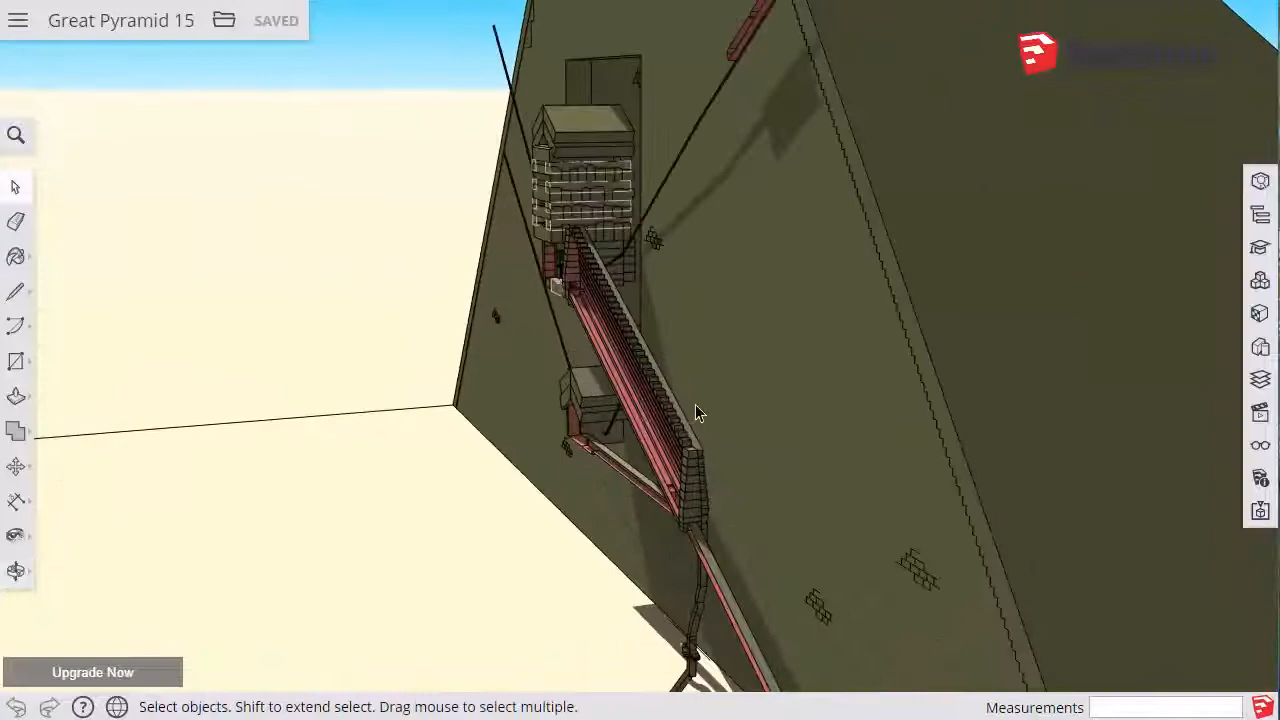 Great Pyramid 15
SAVED
Upgrade Now
Select objects. Shift to extend select. Drag mouse to select multiple.
Measurements